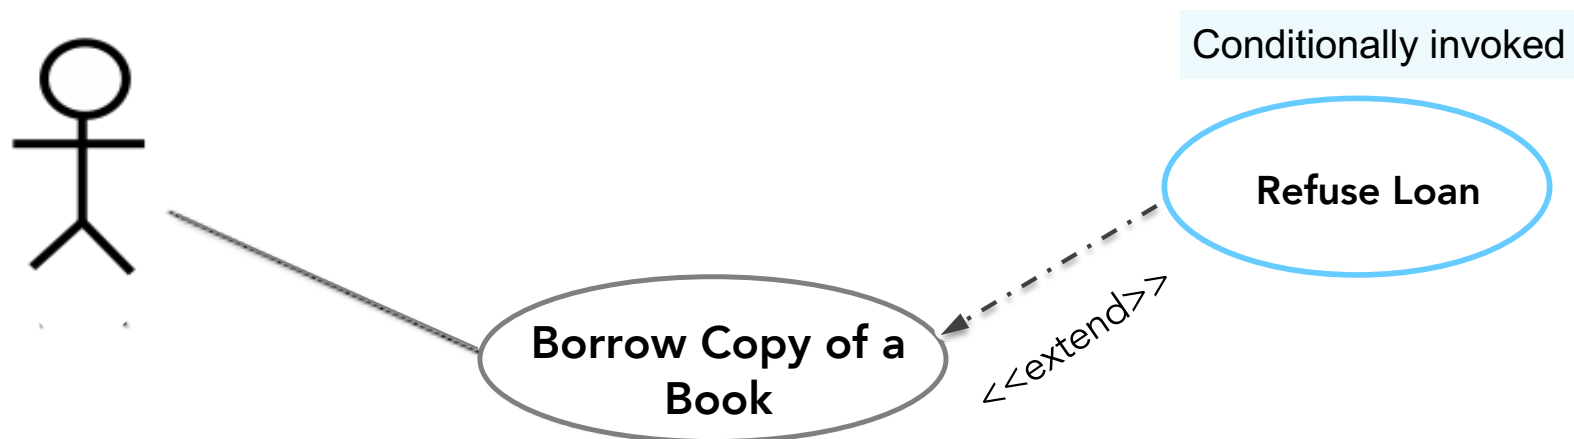 Conditionally invoked
Refuse Loan
Borrow Copy of a
Book
<<extend>>